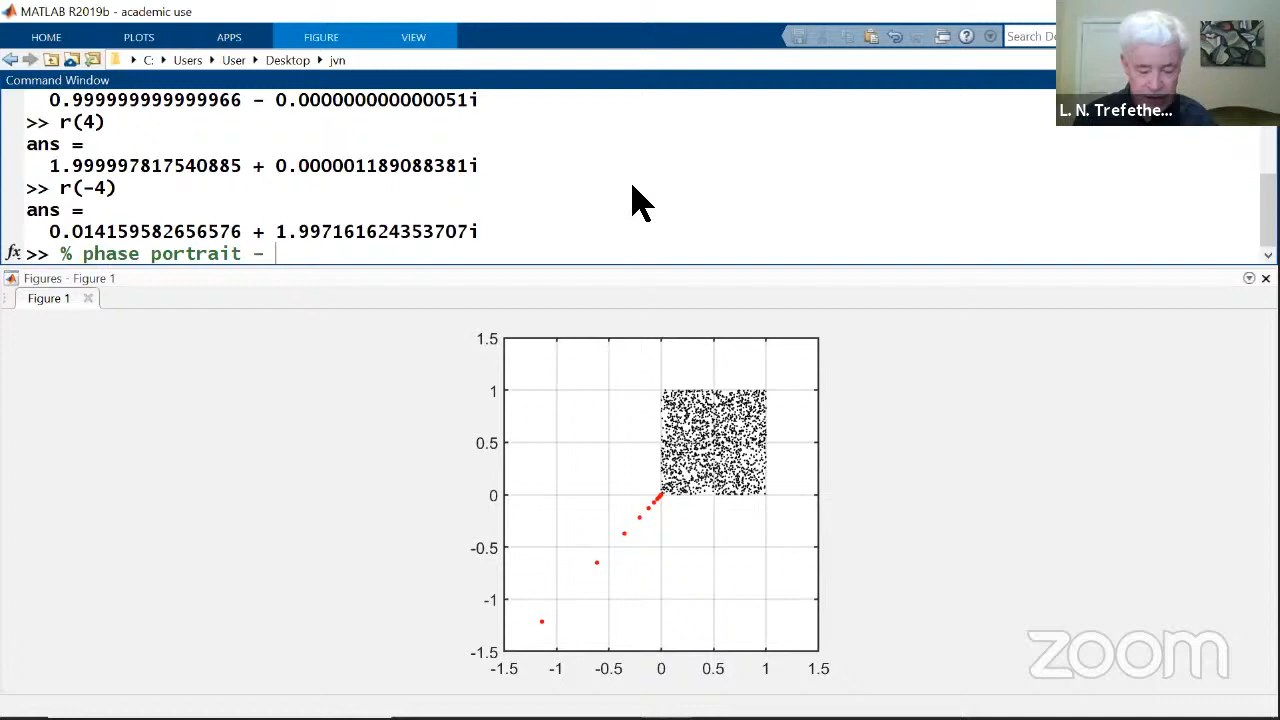 MATLAB R2019b - academic use
HOME PLOTS APPS FIGURE VIEW
Search Do
C: Users User Desktop jvn
Command Window
0.999999999999966 - 0.000000000000051i
>> r(4)
ans =
1.999997817540885 + 0.000001189088381i
>> r(-4)
ans =
0.014159582656576 + 1.997161624353707i
fx >> % phase portrait -
L. N. Trefethe...
Figures - Figure 1
Figure 1
1.5
1
0.5
0
-0.5
-1
-1.5
-1.5 -1 -0.5 0 0.5 1 1.5
zoom